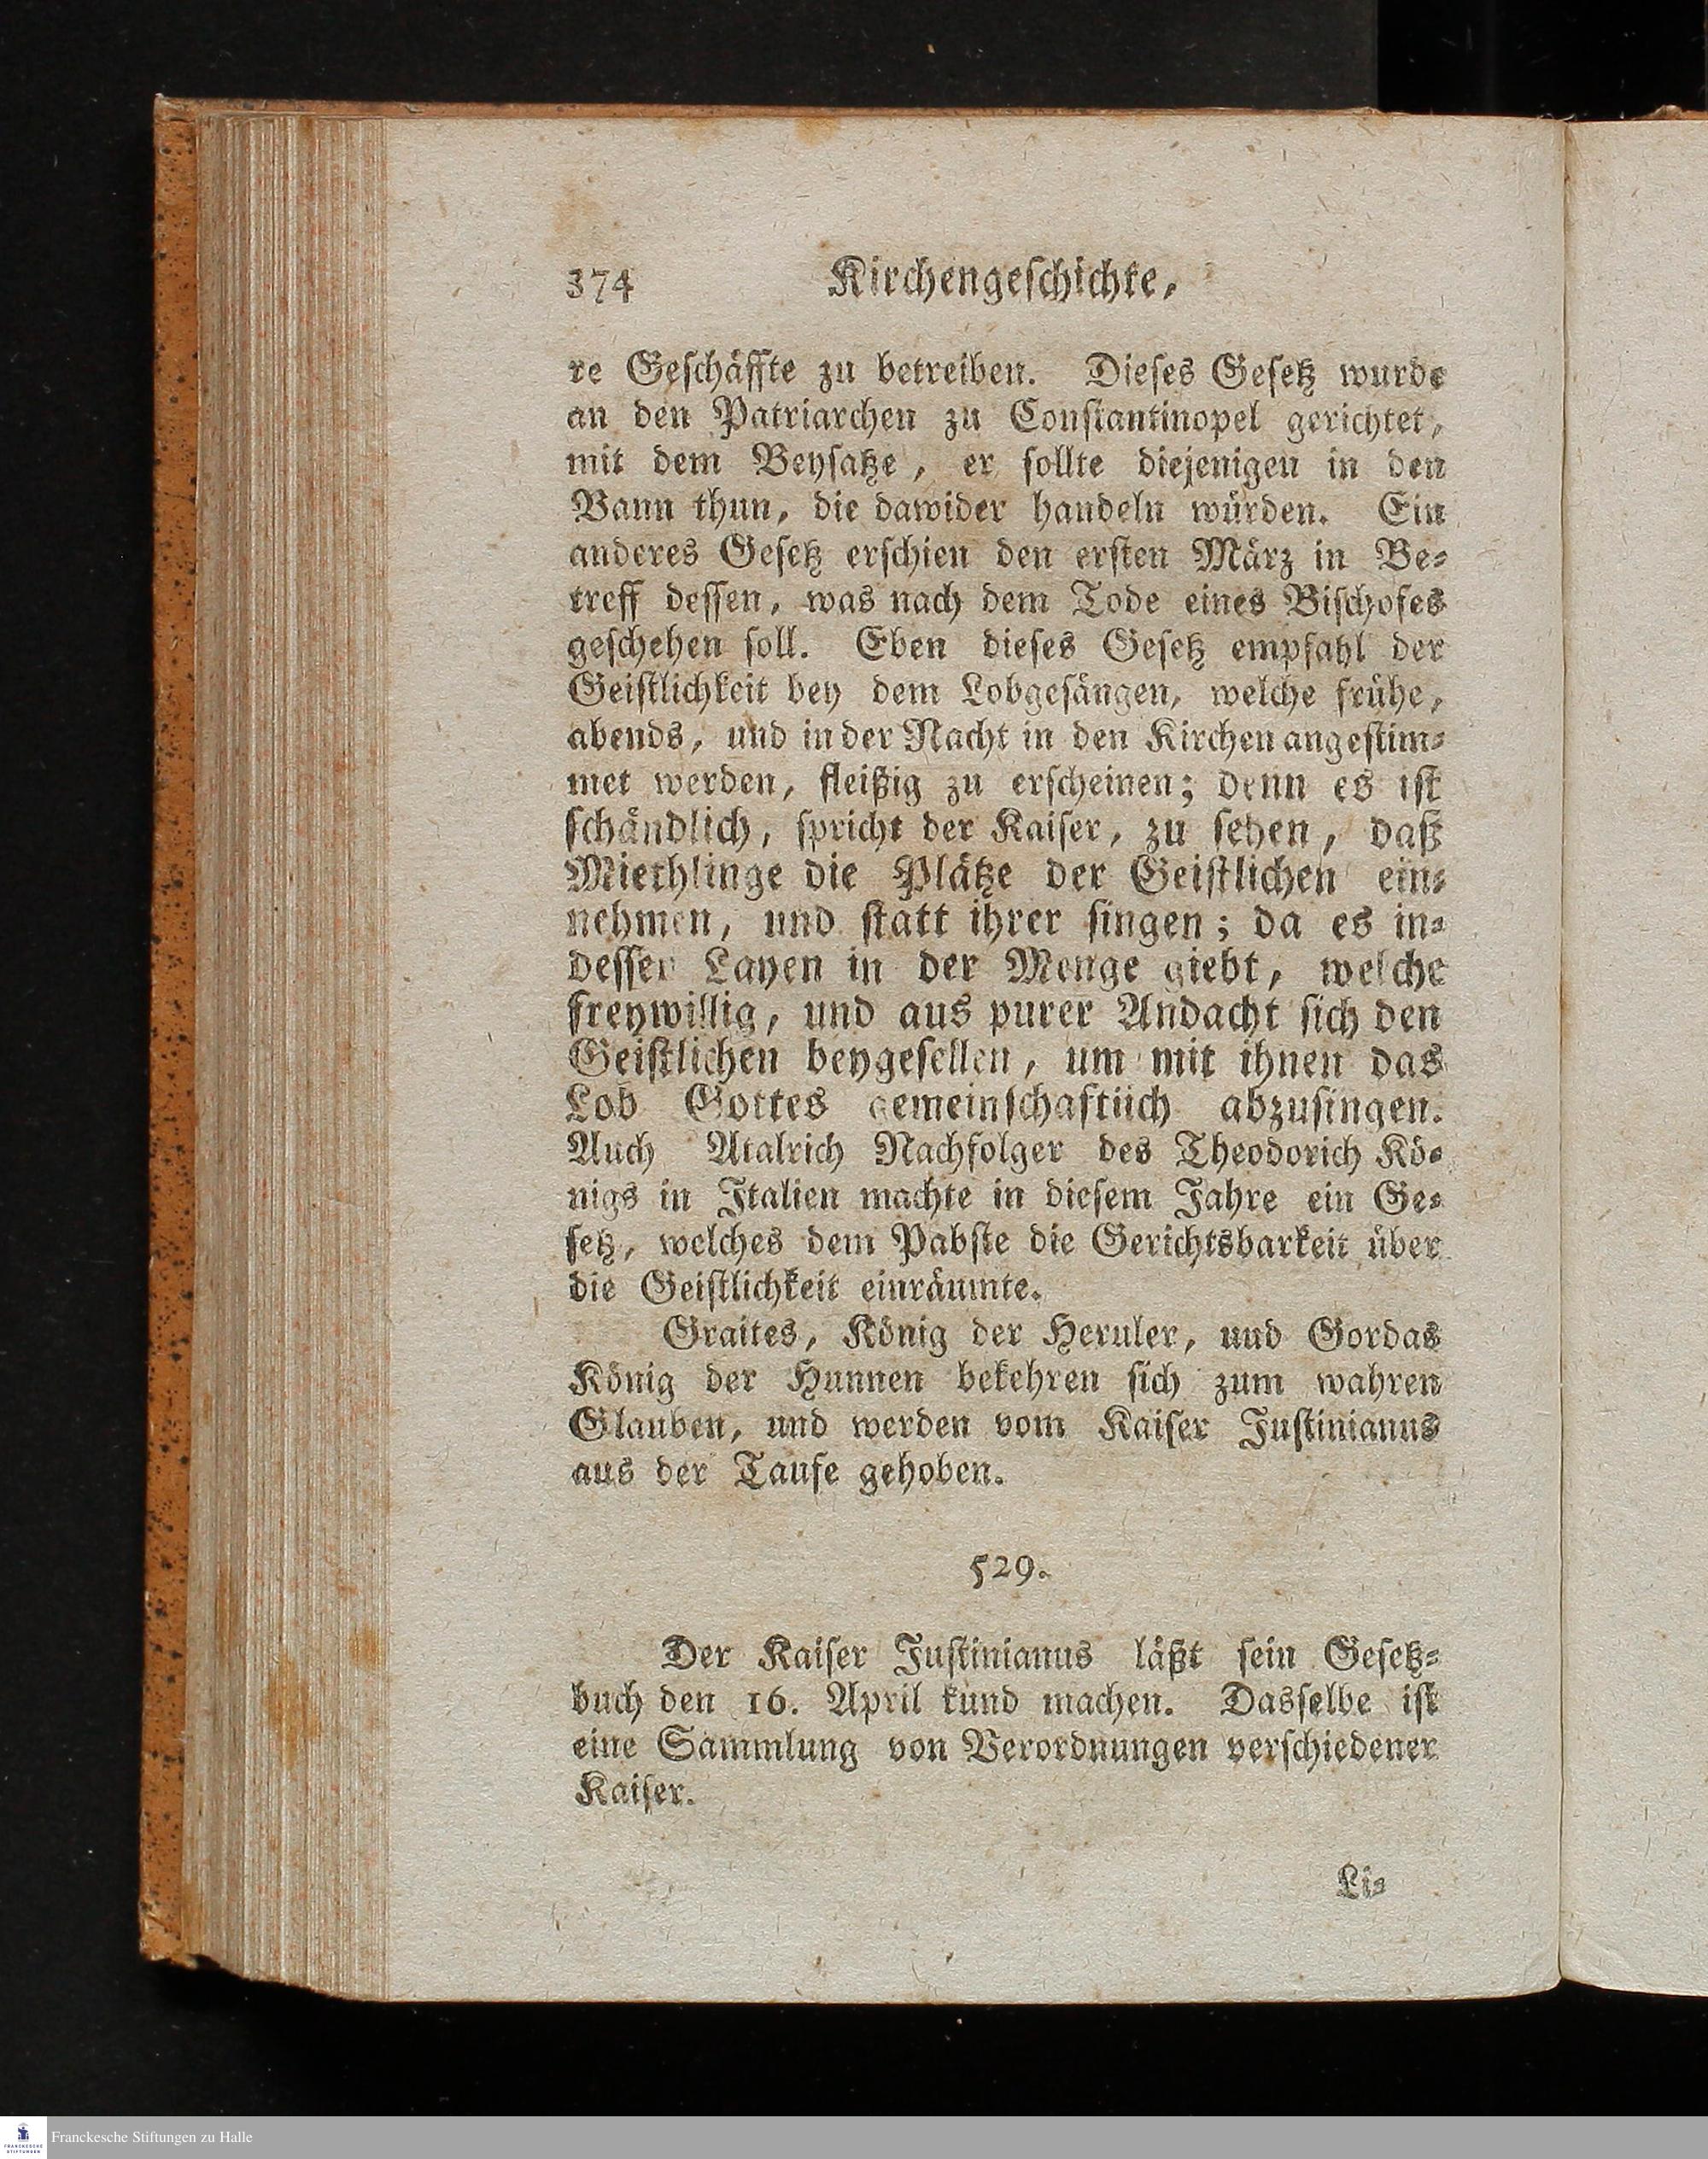 374 Kirchengeschichte,
re Geschäffte zu betreiben. Dieses Gesetz wurde
an den Patriarchen zu Constantinopel gerichtet,
mit dem Beysatze, er sollte diejenigen in den
Bann thun, die dawider handeln würden. Ein
anderes Gesetz erschien den ersten März in Be-
treff dessen, was nach dem Tode eines Bischofes
geschehen soll. Eben dieses Gesetz empfahl der
Geistlichkeit bey dem Lobgesängen, welche frühe,
abends, und in der Nacht in den Kirchen angestim-
met werden, fleißig zu erscheinen; denn es ist
schändlich, spricht der Kaiser, zu sehen, daß
Miethlinge die Plätze der Geistlichen ein-
nehmen, und statt ihrer singen; da es in-
dessen Layen in der Menge giebt, welche
freywillig, und aus purer Andacht sich den
Geistlichen beygesellen, um mit ihnen das
Lob Gottes gemeinschaftlich abzusingen.
Auch Atalrich Nachfolger des Theodorich Kö-
nigs in Italien machte in diesem Jahre ein Ge-
setz, welches dem Pabste die Gerichtsbarkeit über
die Geistlichkeit einräumte.
Graites, König der Heruler, und Gordas
König der Hunnen bekehren sich zum wahren
Glauben, und werden vom Kaiser Justinianus
aus der Taufe gehoben.
529.
Der Kaiser Justinianus läßt sein Gesetz-
buch den 16. April kund machen. Dasselbe ist
eine Sammlung von Verordnungen verschiedener
Kaiser.
Li-
FRANCKESCHE
STIFTUNGEN
Franckesche Stiftungen zu Halle